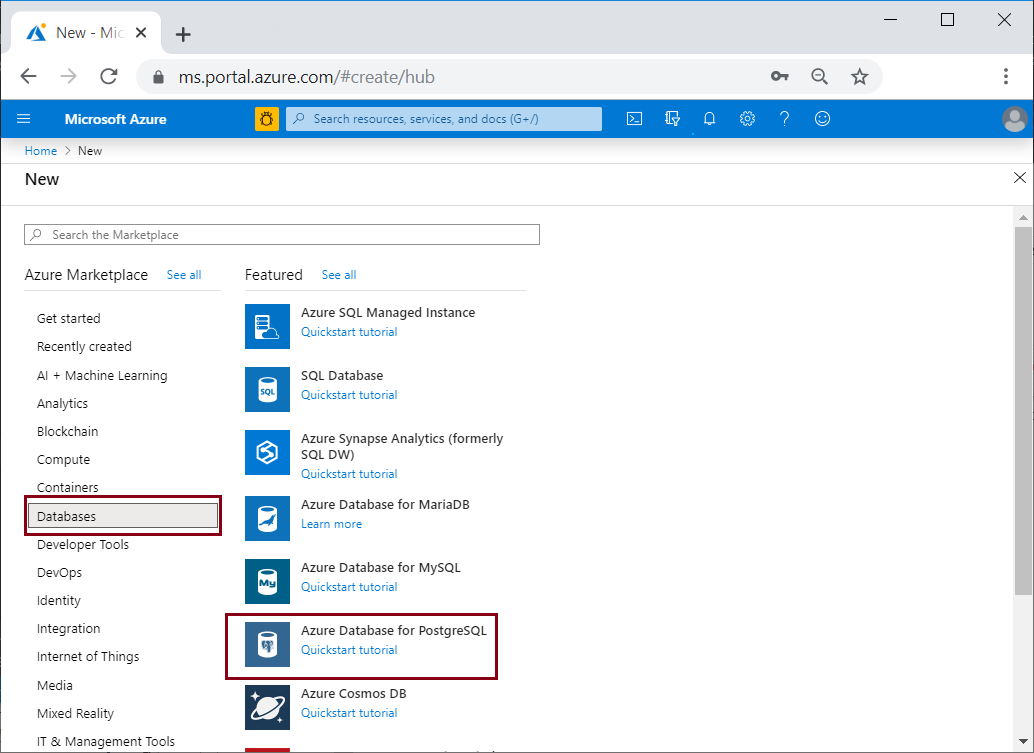 New - Mic
ms.portal.azure.com/#create/hub
Microsoft Azure
Search resources, services, and docs (G+/)
Home > New
New
Search the Marketplace
Azure Marketplace See all
Get started
Recently created
AI + Machine Learning
Analytics
Blockchain
Compute
Containers
Databases
Developer Tools
DevOps
Identity
Integration
Internet of Things
Media
Mixed Reality
IT & Management Tools
Featured See all
Azure SQL Managed Instance
Quickstart tutorial
SQL
SQL Database
Quickstart tutorial
Azure Synapse Analytics (formerly
SQL DW)
Quickstart tutorial
Azure Database for MariaDB
Learn more
My
Azure Database for MySQL
Quickstart tutorial
Azure Database for PostgreSQL
Quickstart tutorial
Azure Cosmos DB
Quickstart tutorial